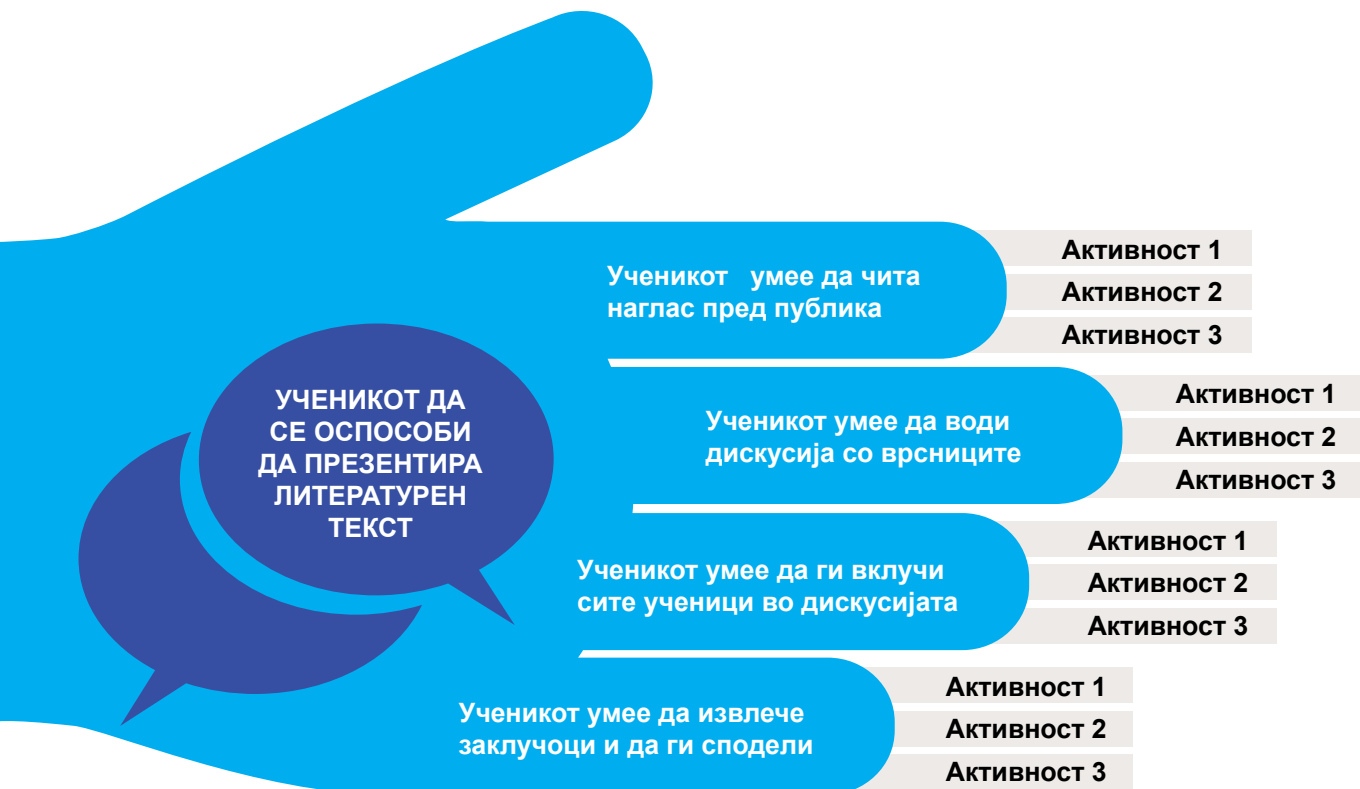 УЧЕНИКОТ ДА
СЕ ОСПОСОБИ
ДА ПРЕЗЕНТИРА
ЛИТЕРАТУРЕН
ТЕКСТ
Ученикот умее да чита
наглас пред публика
Активност 1
Активност 2
Активност 3
Ученикот умее да води
дискусија со врсниците
Активност 1
Активност 2
Активност 3
Ученикот умее да ги вклучи
сите ученици во дискусијата
Активност 1
Активност 2
Активност 3
Ученикот умее да извлече
заклучоци и да ги сподели
Активност 1
Активност 2
Активност 3